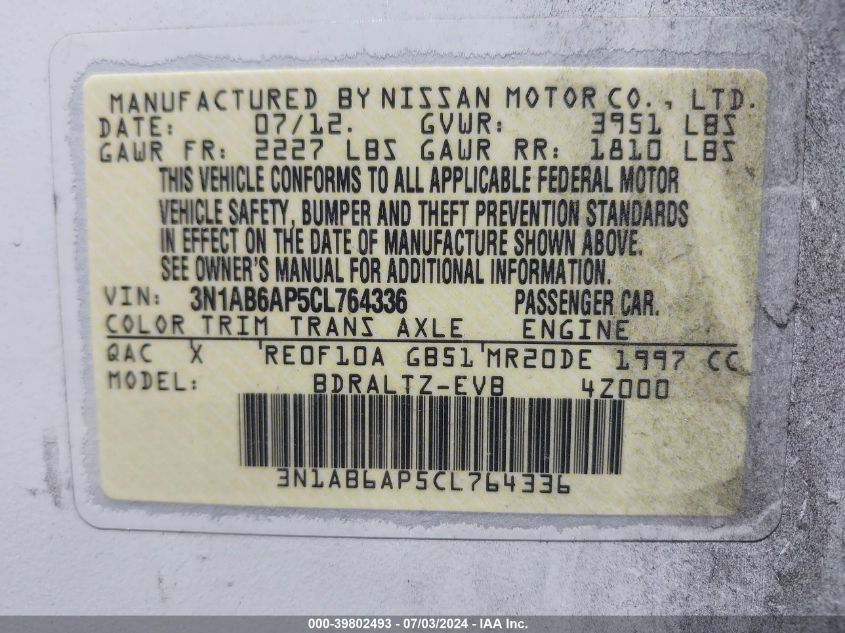 MANUFACTURED BY NISSAN MOTOR CO., LTD.
DATE: 07/12. GVWR: 3951 LBS
GAWR FR: 2227 LBS GAWR RR: 1810 LBS
THIS VEHICLE CONFORMS TO ALL APPLICABLE FEDERAL MOTOR
VEHICLE SAFETY, BUMPER AND THEFT PREVENTION STANDARDS
IN EFFECT ON THE DATE OF MANUFACTURE SHOWN ABOVE.
SEE OWNER'S MANUAL FOR ADDITIONAL INFORMATION.
VIN: 3N1AB6AP5CL764336 PASSENGER CAR.
COLOR TRIM TRANS AXLE ENGINE
QAC X RE0F10A GB51 MR20DE 1997 CC
MODEL: BDRALTZ-EVB 4Z000
3N1AB6AP5CL764336
000-39802493 - 07/03/2024 - IAA Inc.